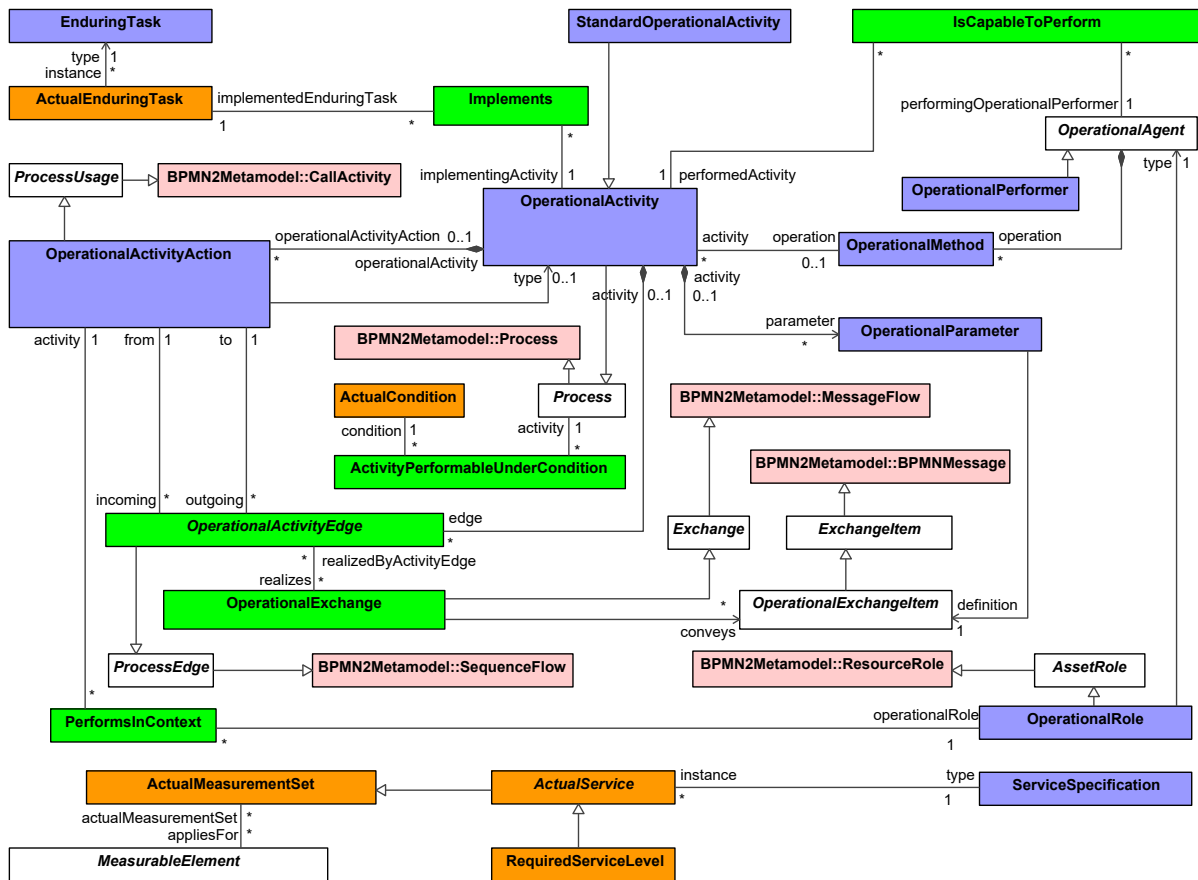 EnduringTask
StandardOperationalActivity
IsCapableToPerform
type 1
instance *
* *
ActualEnduringTask
implementedEnduringTask
1 *
Implements
*
performingOperationalPerformer 1
OperationalAgent
type 1
ProcessUsage
BPMN2Metamodel::CallActivity
implementingActivity 1
1 performedActivity
OperationalPerformer
OperationalActivity
OperationalActivityAction
operationalActivityAction 0..1
*
operationalActivity
activity
*
operation
0..1
OperationalMethod
operation
*
type 0..1
activity 0..1
activity
0..1
parameter
*
OperationalParameter
activity 1
from 1
to 1
BPMN2Metamodel::Process
ActualCondition
Process
BPMN2Metamodel::MessageFlow
condition 1
*
activity 1
*
ActivityPerformableUnderCondition
BPMN2Metamodel::BPMNMessage
incoming *
outgoing *
OperationalActivityEdge
edge
*
Exchange
ExchangeItem
* realizedByActivityEdge
realizes *
OperationalExchange
*
conveys
OperationalExchangeItem
definition
1
ProcessEdge
BPMN2Metamodel::SequenceFlow
BPMN2Metamodel::ResourceRole
AssetRole
*
PerformsInContext
*
operationalRole
1
OperationalRole
ActualMeasurementSet
ActualService
instance
*
type
1
ServiceSpecification
actualMeasurementSet *
appliesFor *
MeasurableElement
RequiredServiceLevel